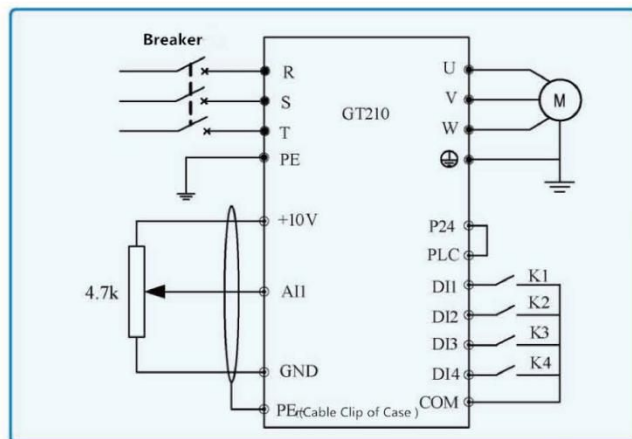 Breaker
R
S
T
PE
+10V
4.7k
AI1
GND
PE (Cable Clip of Case )
GT210
U
V
W
M
P24
PLC
DI1
K1
DI2
K2
DI3
K3
DI4
K4
COM